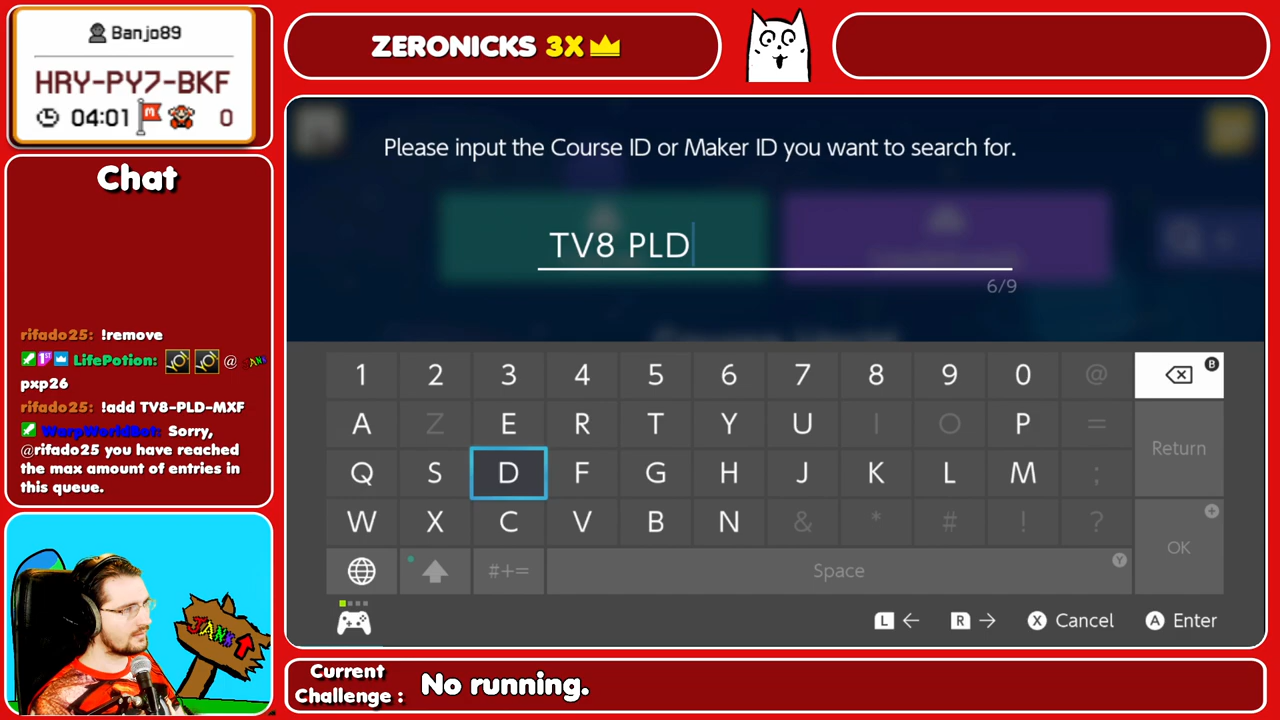 Banjo89
HRY-PY7-BKF
04:01 M 0
ZERONICKS 3X
Chat
rifado25: !remove
LifePotion: @
pxp26
rifado25: !add TV8-PLD-MXF
WarpWorldBot: Sorry,
@rifado25 you have reached
the max amount of entries in
this queue.
JANK
Please input the Course ID or Maker ID you want to search for.
TV8 PLD
6/9
1 2 3 4 5 6 7 8 9 0 @ B
A Z E R T Y U I O P = Return
Q S D F G H J K L M ;
W X C V B N & * # ! ? + OK
#+= Space Y
L ← R → X Cancel A Enter
Current
Challenge :
No running.